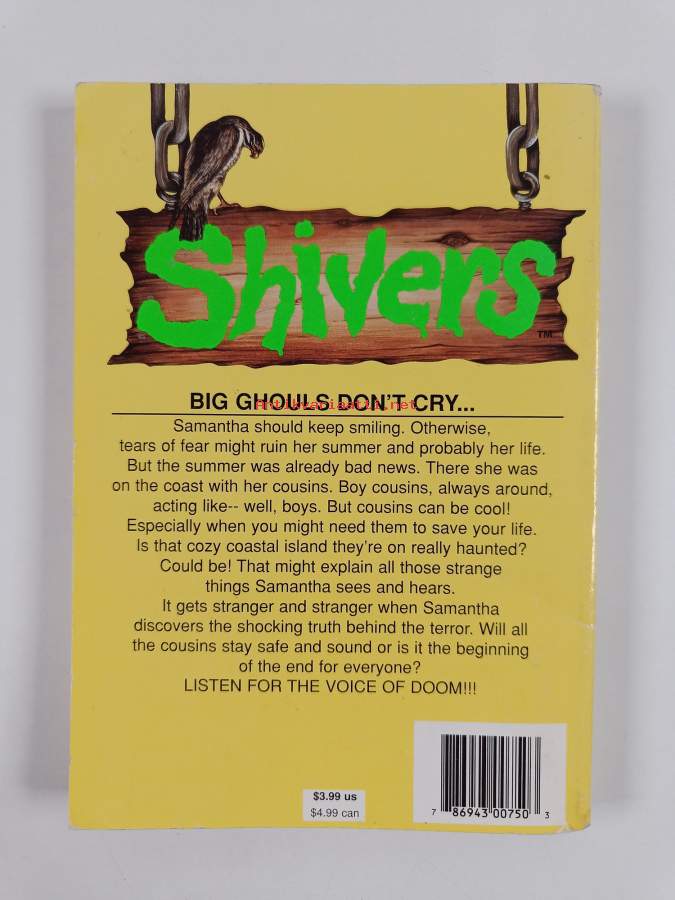 Shivers
TM
BIG GHOULS DON'T CRY...
Antikvariaatti.net
Samantha should keep smiling. Otherwise,
tears of fear might ruin her summer and probably her life.
But the summer was already bad news. There she was
on the coast with her cousins. Boy cousins, always around,
acting like-- well, boys. But cousins can be cool!
Especially when you might need them to save your life.
Is that cozy coastal island they're on really haunted?
Could be! That might explain all those strange
things Samantha sees and hears.
It gets stranger and stranger when Samantha
discovers the shocking truth behind the terror. Will all
the cousins stay safe and sound or is it the beginning
of the end for everyone?
LISTEN FOR THE VOICE OF DOOM!!!
$3.99 us
$4.99 can
7 86943 00750 3